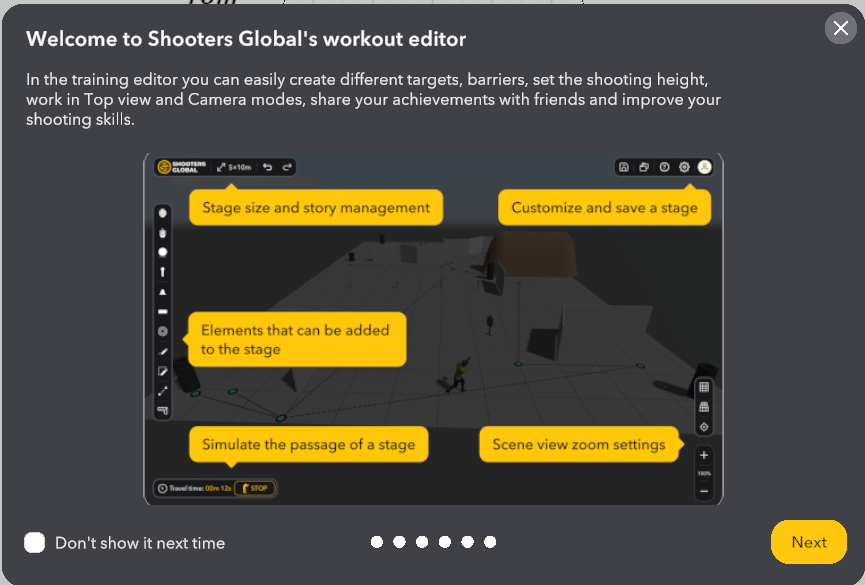 Welcome to Shooters Global's workout editor
In the training editor you can easily create different targets, barriers, set the shooting height,
work in Top view and Camera modes, share your achievements with friends and improve your
shooting skills.
SHOOTERS
GLOBAL
5×10m
Stage size and story management
Customize and save a stage
Elements that can be added
to the stage
Simulate the passage of a stage
Scene view zoom settings
100%
Travel time: 00m 12s
STOP
Don't show it next time
Next